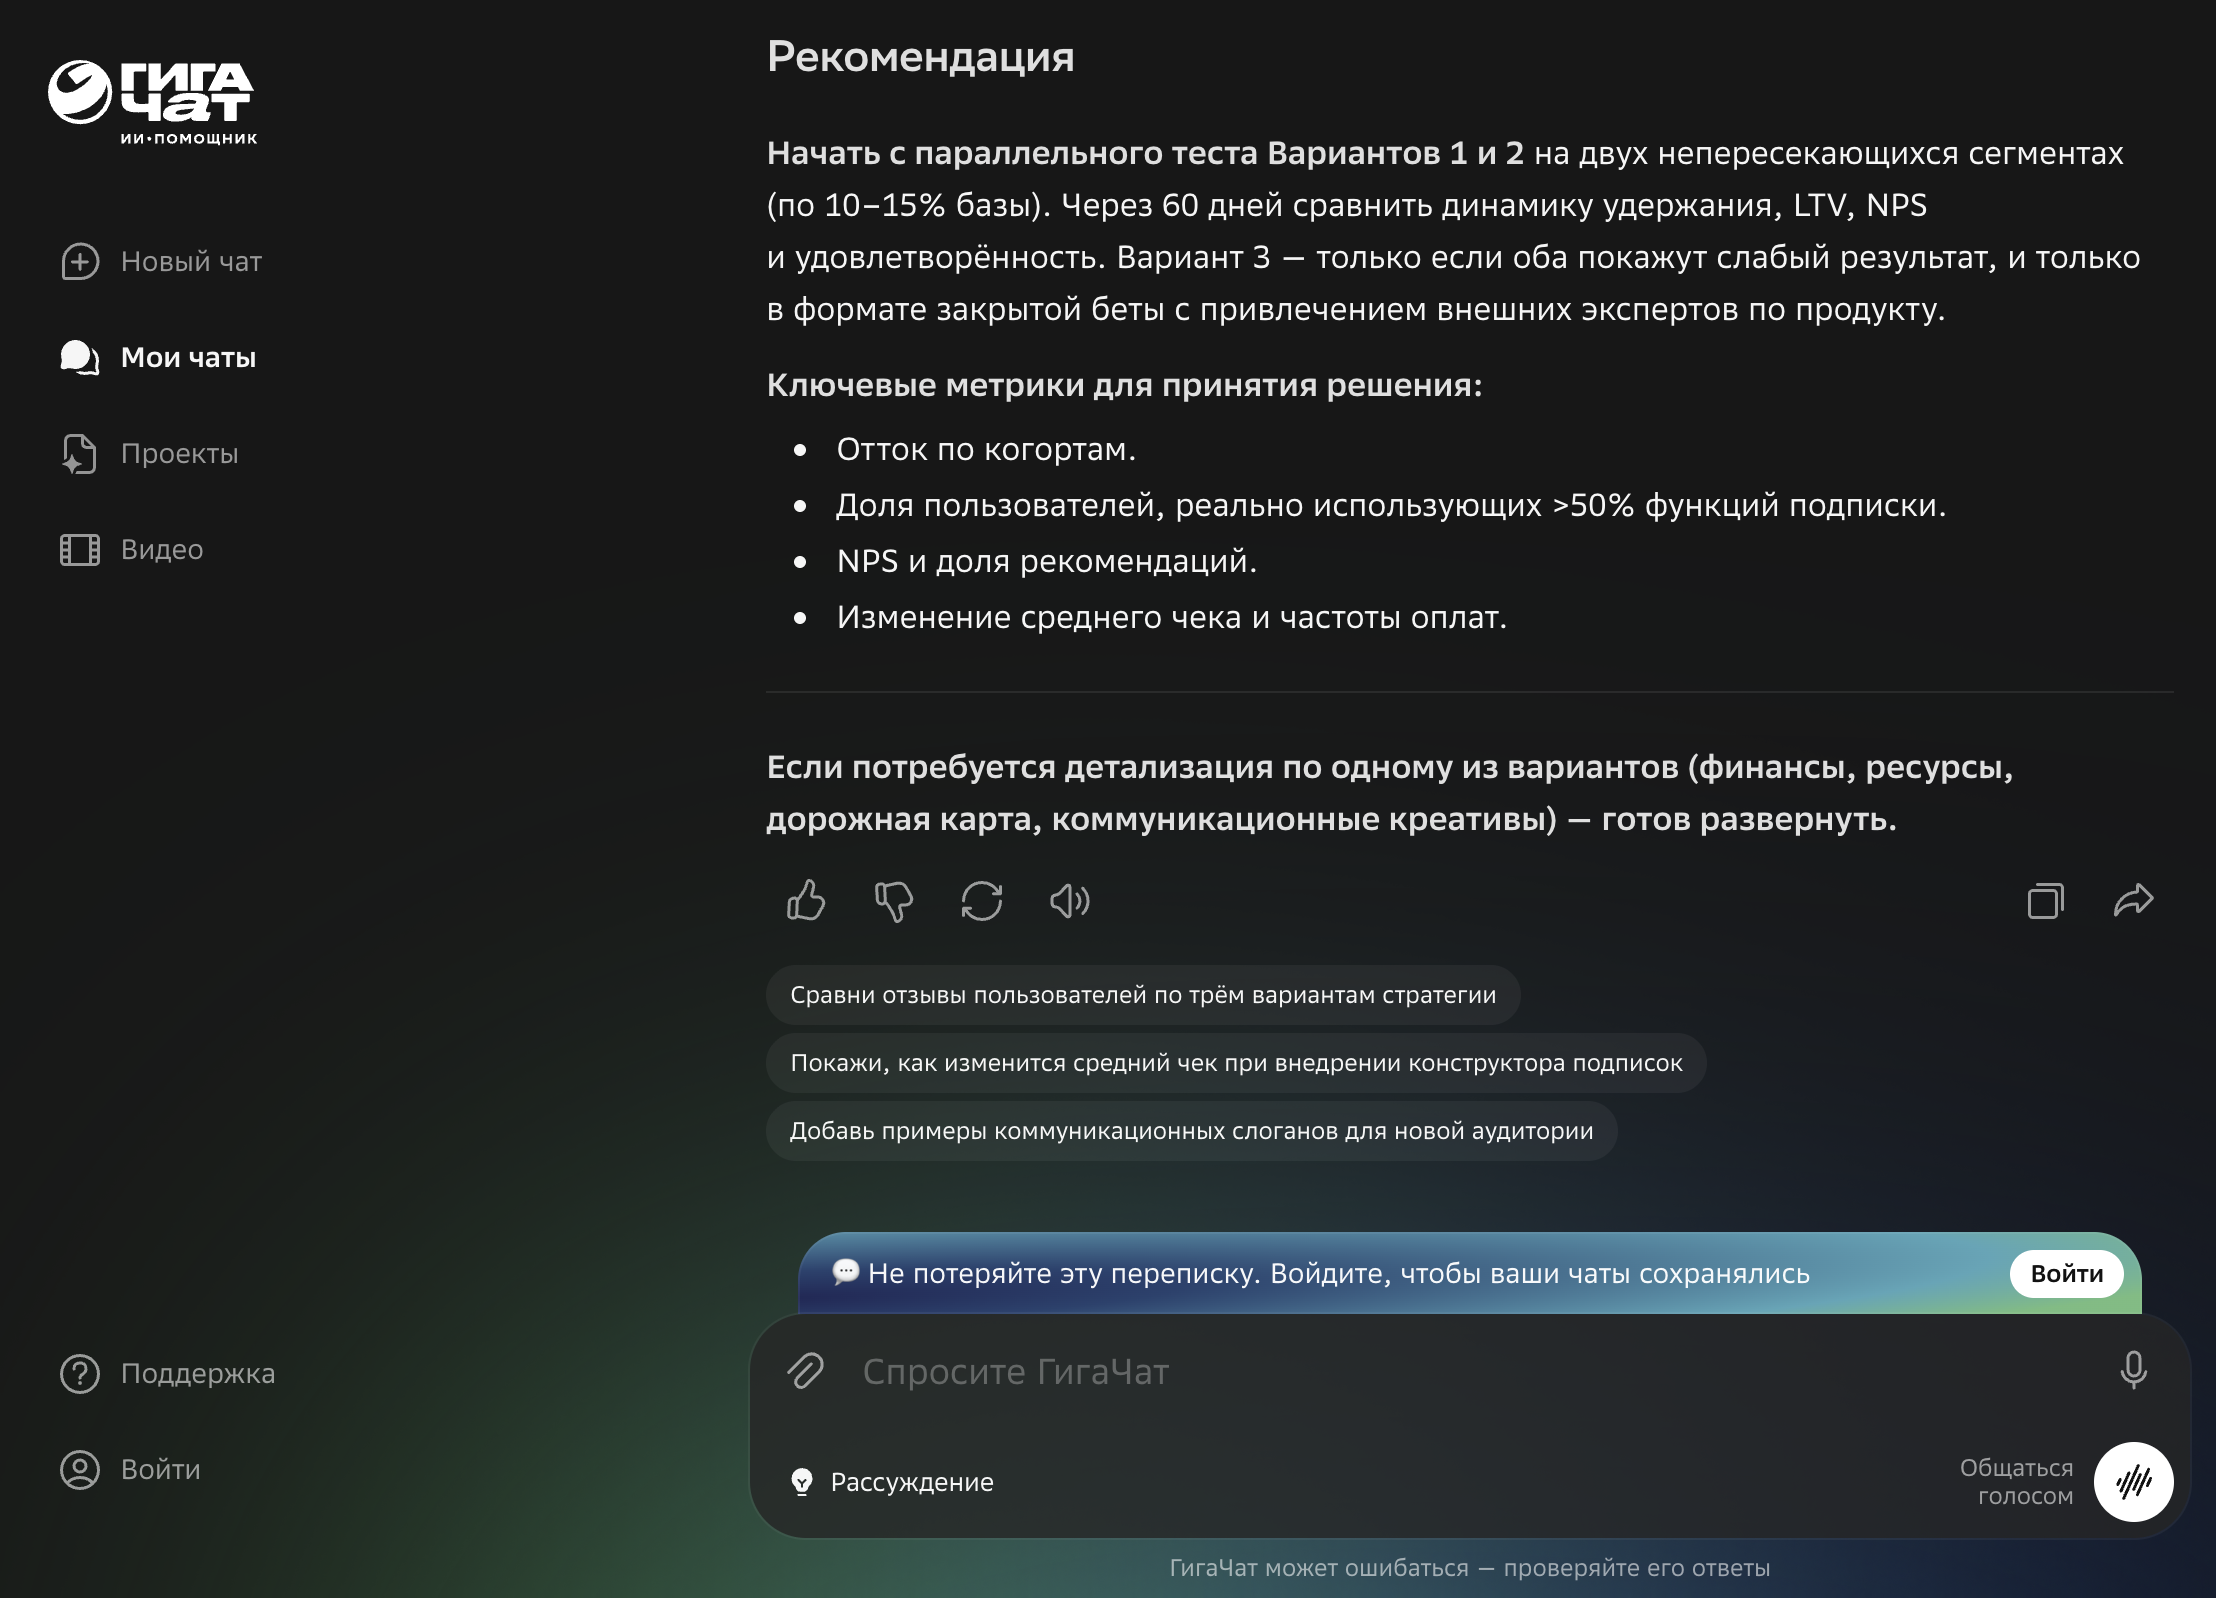 ГИГА
чат
ИИ•ПОМОЩНИК
Новый чат
Мои чаты
Проекты
Видео
Поддержка
Войти
Рекомендация
Начать с параллельного теста Вариантов 1 и 2 на двух непересекающихся сегментах
(по 10–15% базы). Через 60 дней сравнить динамику удержания, LTV, NPS
и удовлетворённость. Вариант 3 — только если оба покажут слабый результат, и только
в формате закрытой беты с привлечением внешних экспертов по продукту.
Ключевые метрики для принятия решения:
• Отток по когортам.
• Доля пользователей, реально использующих >50% функций подписки.
• NPS и доля рекомендаций.
• Изменение среднего чека и частоты оплат.
Если потребуется детализация по одному из вариантов (финансы, ресурсы,
дорожная карта, коммуникационные креативы) — готов развернуть.
Сравни отзывы пользователей по трём вариантам стратегии
Покажи, как изменится средний чек при внедрении конструктора подписок
Добавь примеры коммуникационных слоганов для новой аудитории
💬 Не потеряйте эту переписку. Войдите, чтобы ваши чаты сохранялись
Войти
Спросите ГигаЧат
Рассуждение
Общаться
голосом
ГигаЧат может ошибаться — проверяйте его ответы